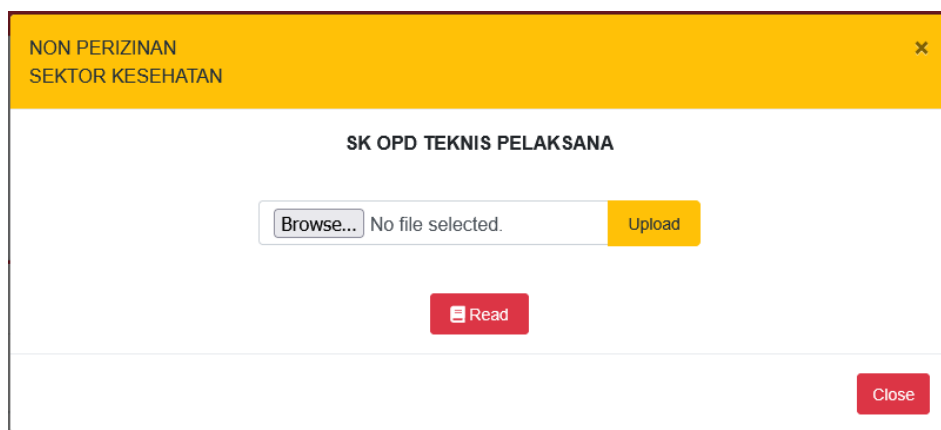 NON PERIZINAN
SEKTOR KESEHATAN
×
SK OPD TEKNIS PELAKSANA
Browse... No file selected. Upload
Read
Close